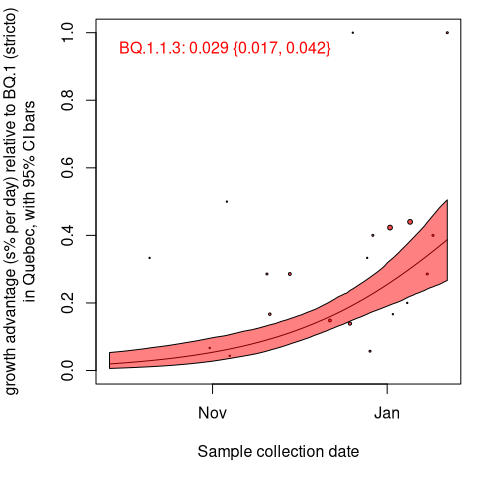 growth advantage (s% per day) relative to BQ.1 (stricto)
in Quebec, with 95% CI bars
BQ.1.1.3: 0.029 {0.017, 0.042}
1.0
0.8
0.6
0.4
0.2
0.0
Nov Jan
Sample collection date